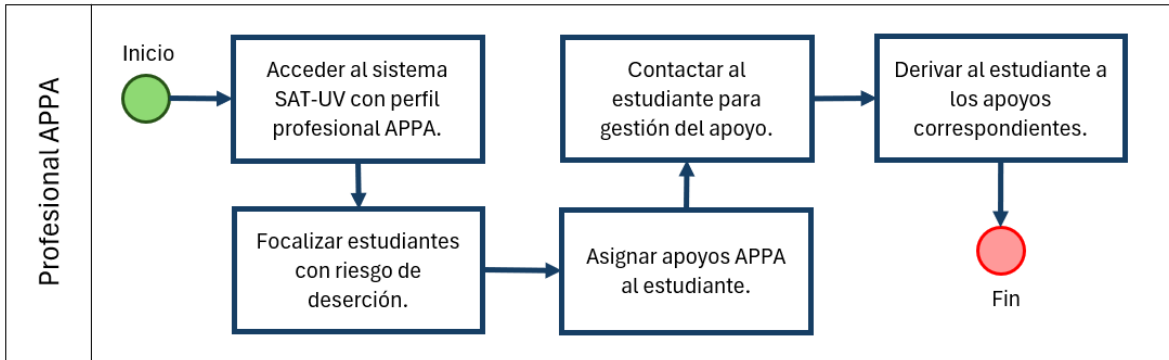 Profesional APPA
Inicio
Acceder al sistema
SAT-UV con perfil
profesional APPA.
Focalizar estudiantes
con riesgo de
deserción.
Asignar apoyos APPA
al estudiante.
Contactar al
estudiante para
gestión del apoyo.
Derivar al estudiante a
los apoyos
correspondientes.
Fin